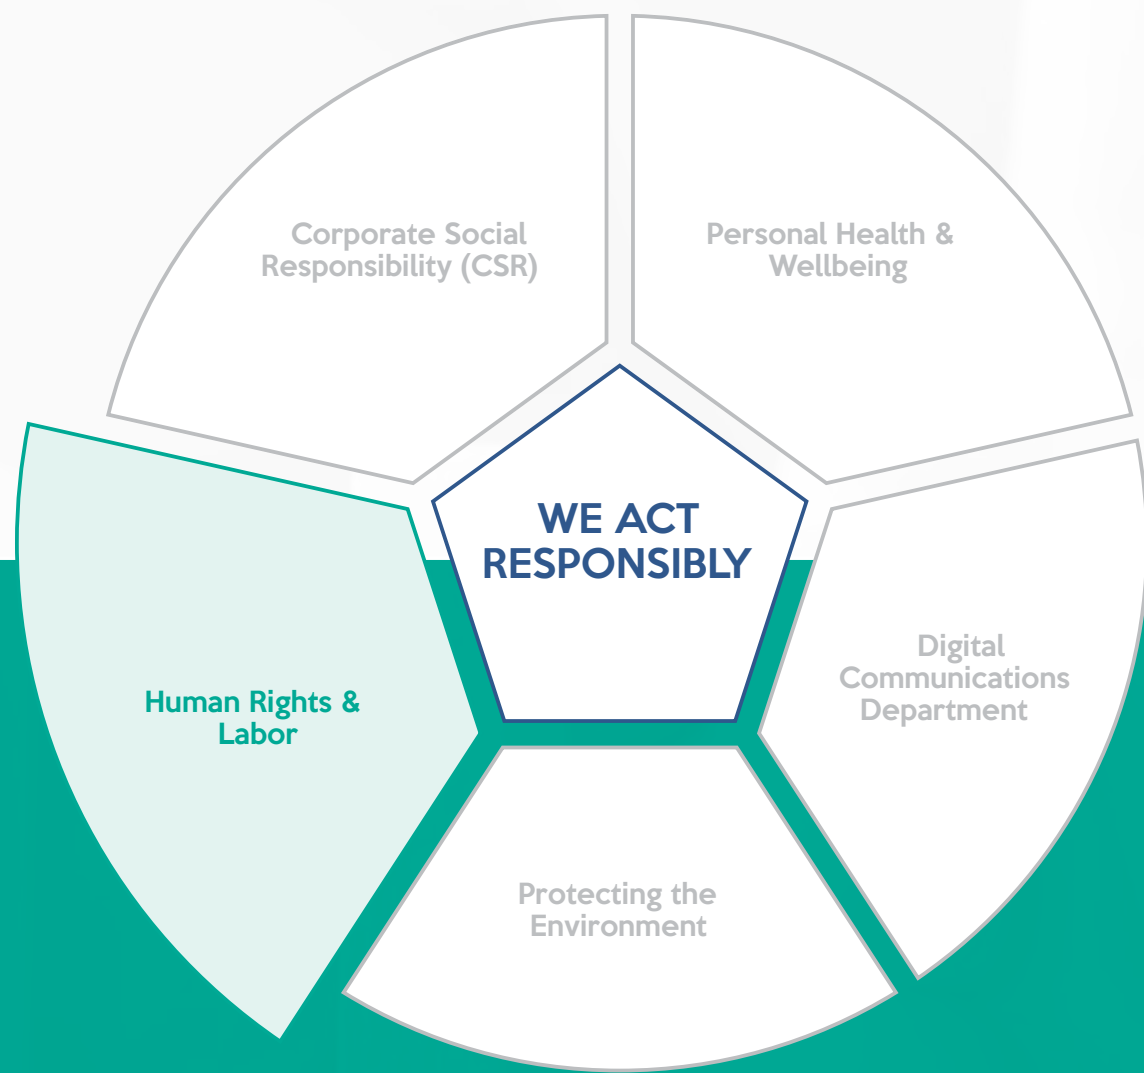 Corporate Social
Responsibility (CSR)
Personal Health &
Wellbeing
WE ACT
RESPONSIBLY
Digital
Communications
Department
Human Rights &
Labor
Protecting the
Environment